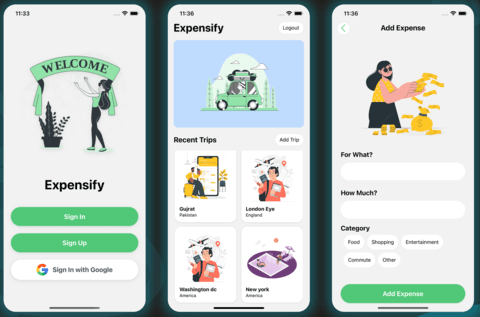 11:33
WELCOME
Expensify
Sign In
Sign Up
Sign In with Google
11:36
Expensify
Logout
Recent Trips
Add Trip
Gujrat
Pakistan
London Eye
England
Washington dc
America
New york
America
11:36
Add Expense
For What?
How Much?
Category
Food Shopping Entertainment
Commute Other
Add Expense